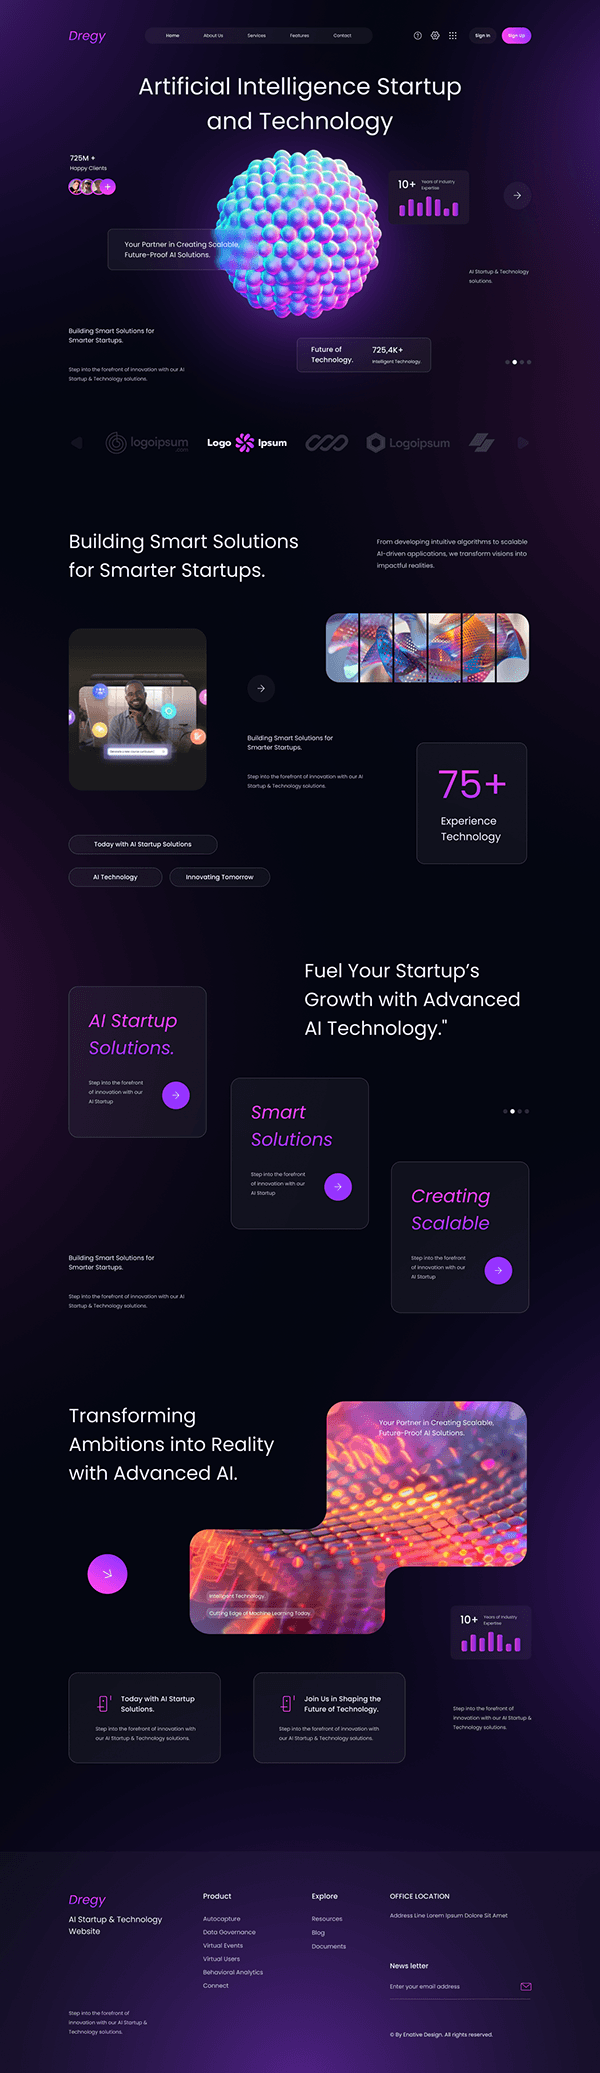 Dregy
Home
About Us
Services
Features
Contact
Sign In
Sign Up
Artificial Intelligence Startup
and Technology
725M +
Happy Clients
10+
Years of Industry
Expertise
Your Partner in Creating Scalable,
Future-Proof AI Solutions.
AI Startup & Technology
solutions.
Building Smart Solutions for
Smarter Startups.
Step into the forefront of innovation with our AI
Startup & Technology solutions.
Future of
Technology.
725,4K+
Intelligent Technology.
logoipsum
Logo Ipsum
Logoipsum
Building Smart Solutions
for Smarter Startups.
From developing intuitive algorithms to scalable
AI-driven applications, we transform visions into
impactful realities.
Building Smart Solutions for
Smarter Startups.
Step into the forefront of innovation with our AI
Startup & Technology solutions.
75+
Experience
Technology
Today with AI Startup Solutions
AI Technology
Innovating Tomorrow
Fuel Your Startup’s
Growth with Advanced
AI Technology."
AI Startup
Solutions.
Step into the forefront
of innovation with our
AI Startup
Smart
Solutions
Step into the forefront
of innovation with our
AI Startup
Creating
Scalable
Step into the forefront
of innovation with our
AI Startup
Building Smart Solutions for
Smarter Startups.
Step into the forefront of innovation with our AI
Startup & Technology solutions.
Transforming
Ambitions into Reality
with Advanced AI.
Your Partner in Creating Scalable,
Future-Proof AI Solutions.
Intelligent Technology
Cutting Edge of Machine Learning Today.
10+
Years of Industry
Expertise
Today with AI Startup
Solutions.
Step into the forefront of innovation with
our AI Startup & Technology solutions.
Join Us in Shaping the
Future of Technology.
Step into the forefront of innovation with
our AI Startup & Technology solutions.
Step into the forefront of
innovation with our AI Startup &
Technology solutions.
Dregy
AI Startup & Technology
Website
Step into the forefront of
innovation with our AI Startup &
Technology solutions.
Product
Autocapture
Data Governance
Virtual Events
Virtual Users
Behavioral Analytics
Connect
Explore
Resources
Blog
Documents
OFFICE LOCATION
Address Line Lorem Ipsum Dolore Sit Amet
News letter
Enter your email address
© By Enative Design. All rights reserved.